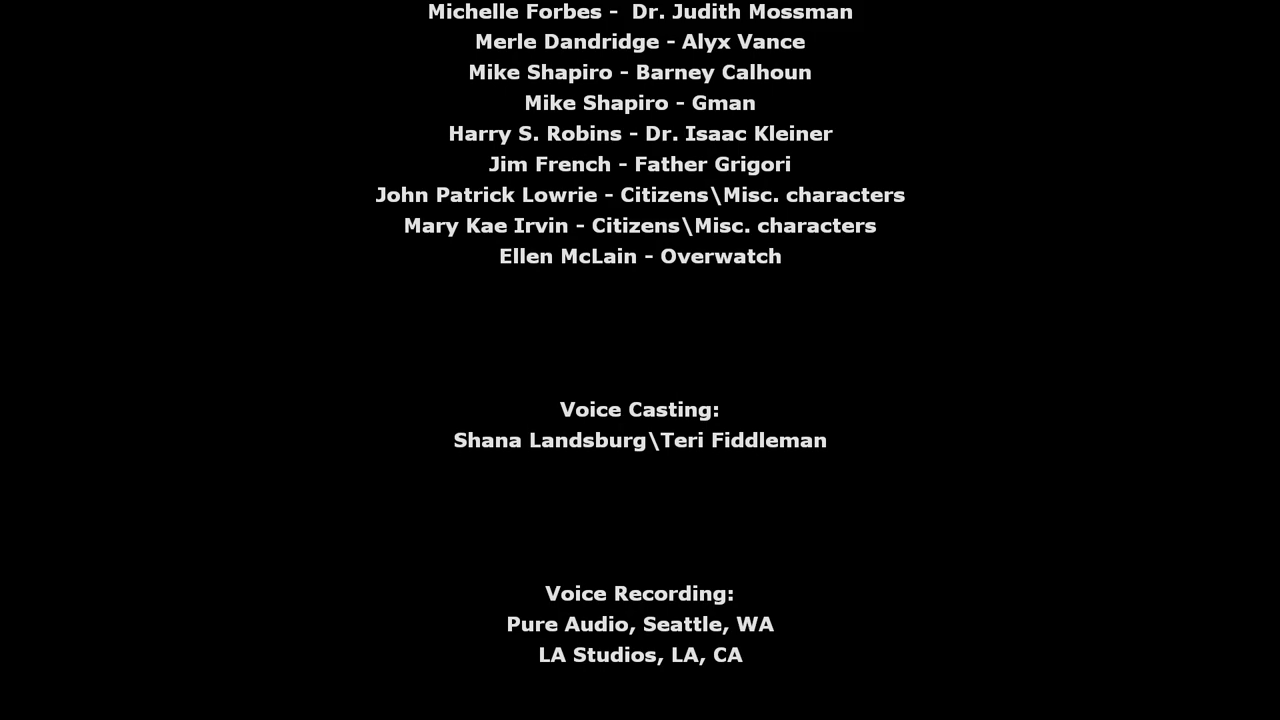 Michelle Forbes -  Dr. Judith Mossman
Merle Dandridge - Alyx Vance
Mike Shapiro - Barney Calhoun
Mike Shapiro - Gman
Harry S. Robins - Dr. Isaac Kleiner
Jim French - Father Grigori
John Patrick Lowrie - Citizens\Misc. characters
Mary Kae Irvin - Citizens\Misc. characters
Ellen McLain - Overwatch
Voice Casting:
Shana Landsburg\Teri Fiddleman
Voice Recording:
Pure Audio, Seattle, WA
LA Studios, LA, CA